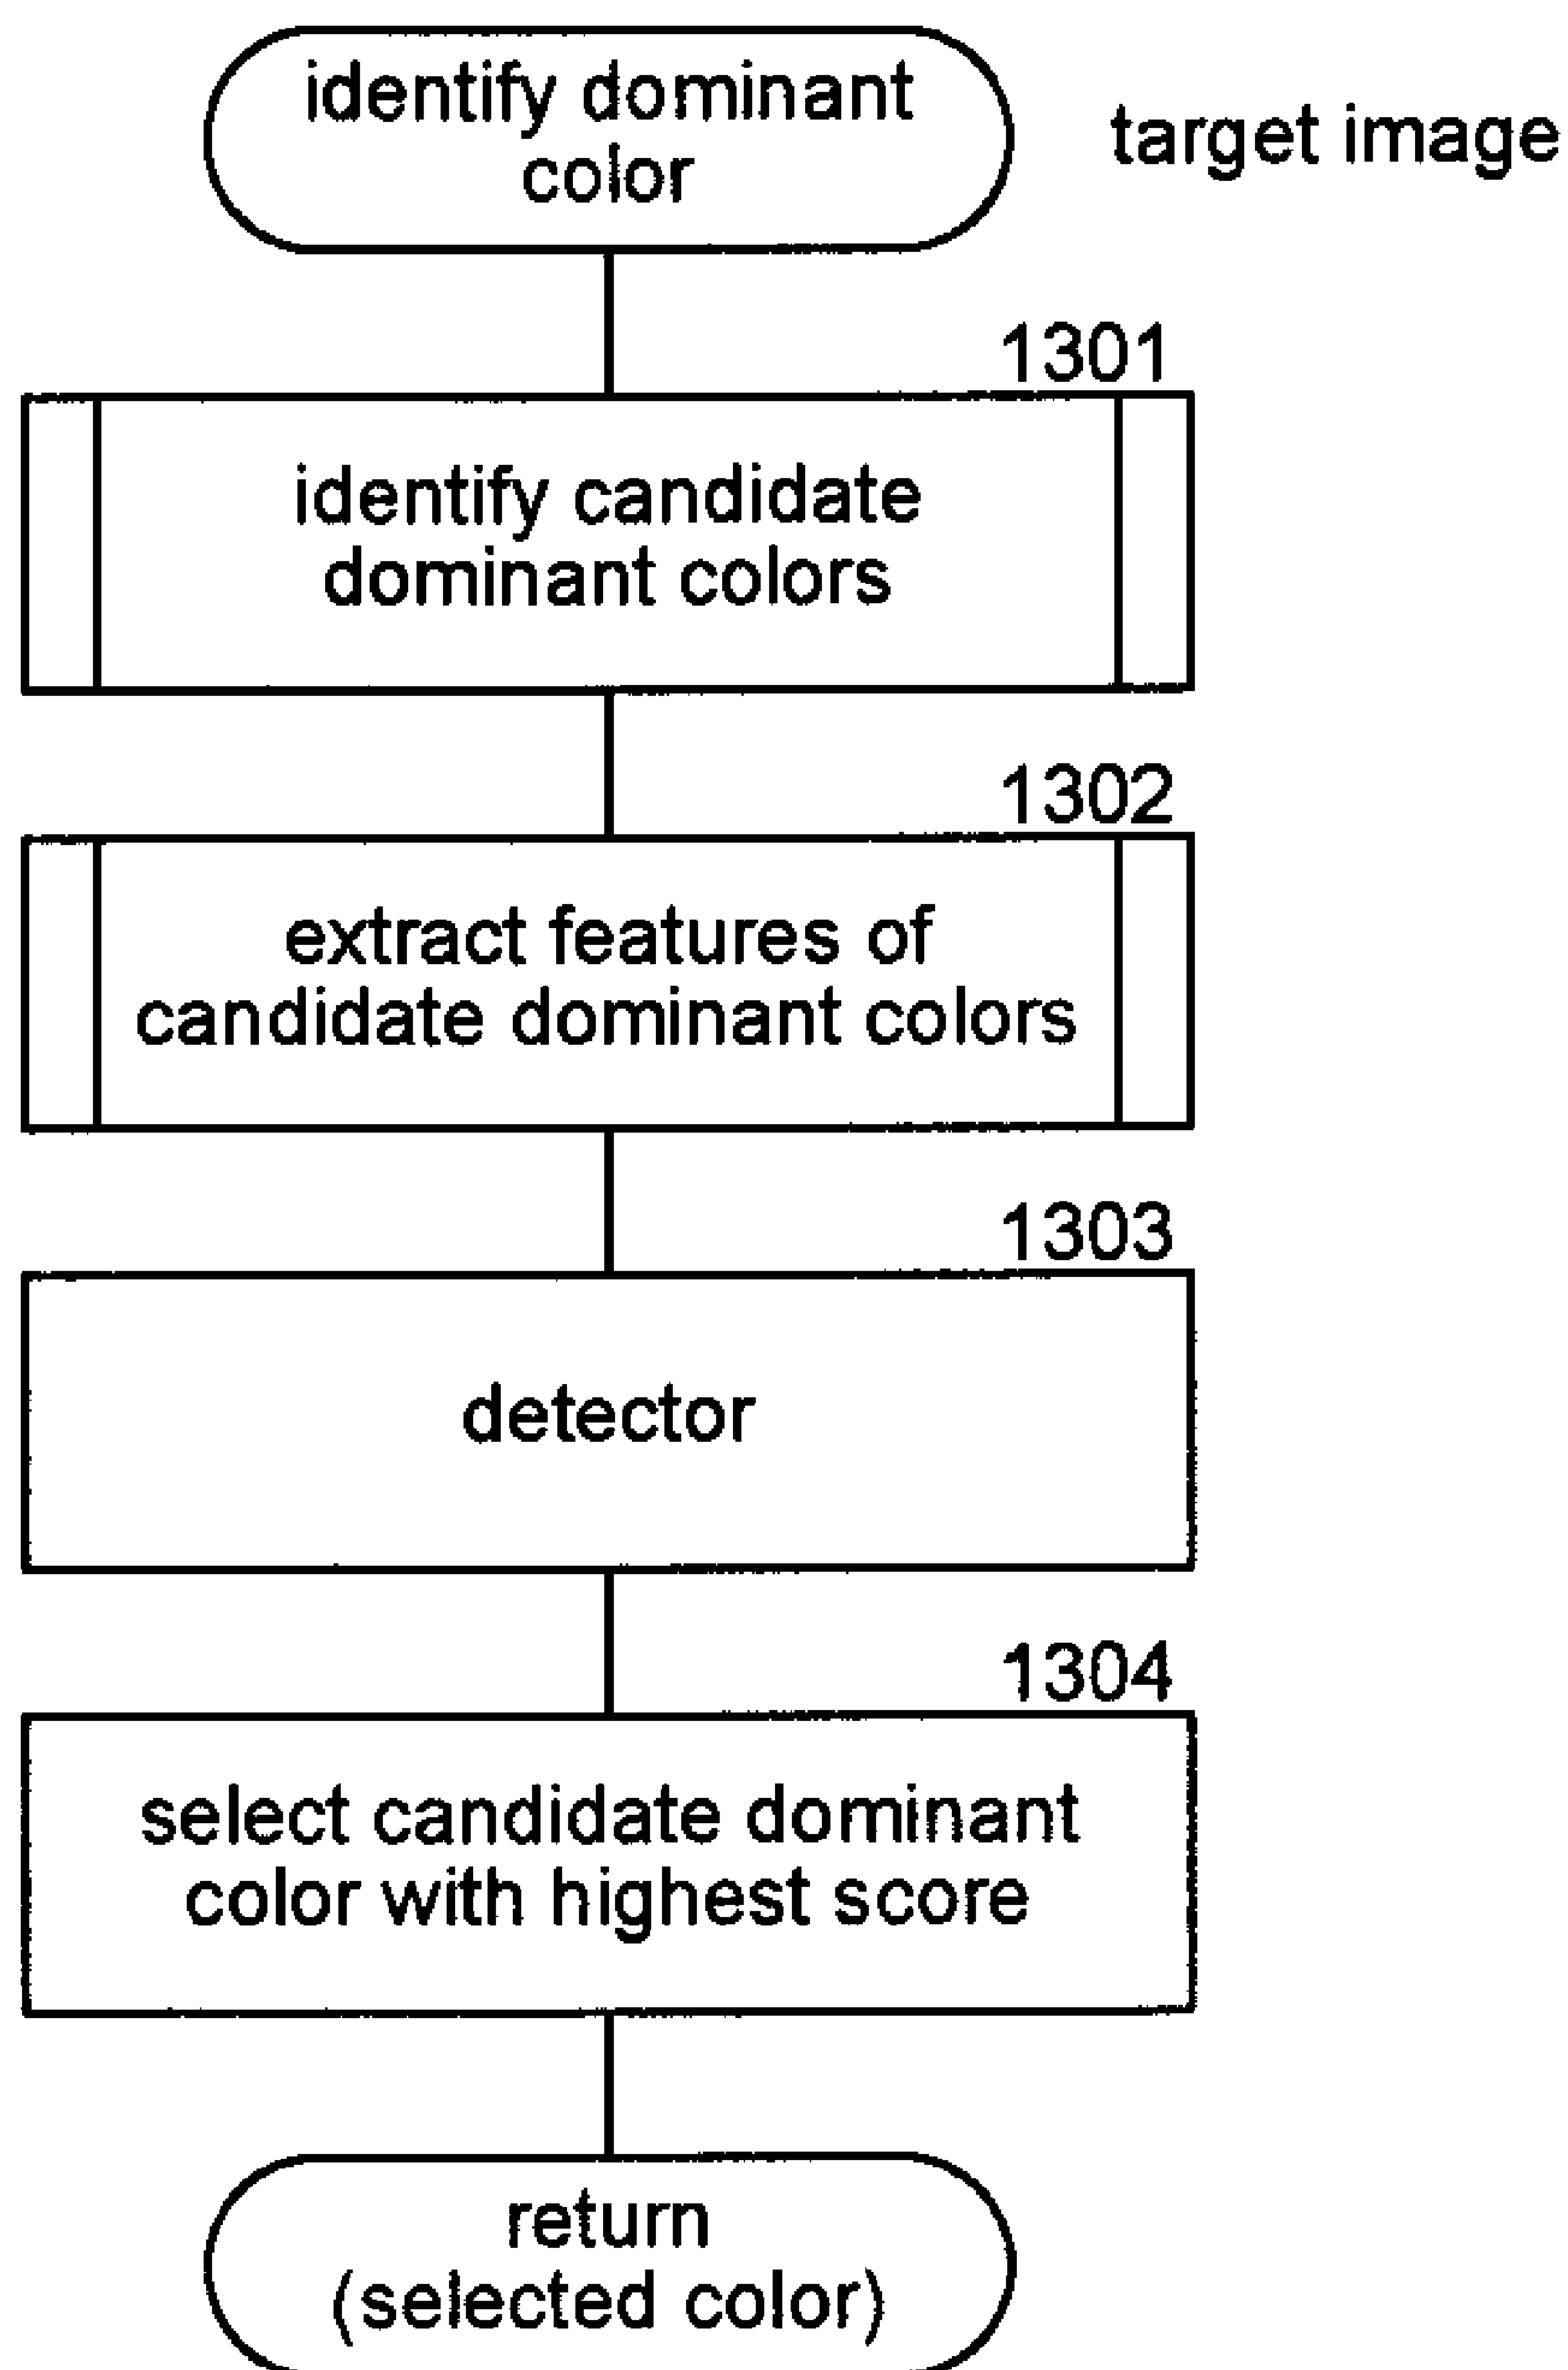 identify dominant
color
target image
1301
identify candidate
dominant colors
1302
extract features of
candidate dominant colors
1303
detector
1304
select candidate dominant
color with highest score
return
(selected color)